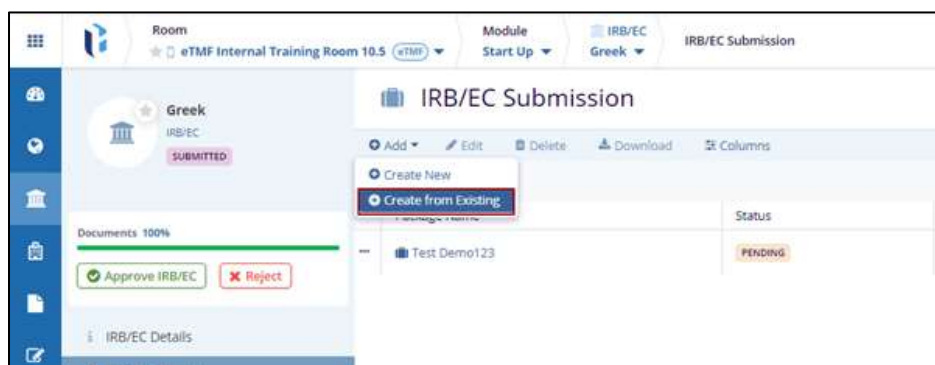 Room
eTMF Internal Training Room 10.5 eTMF
Module
Start Up
IRB/EC
Greek
IRB/EC Submission
Greek
IRB/EC
SUBMITTED
Documents 100%
Approve IRB/EC
Reject
IRB/EC Details
IRB/EC Submission
Add
Edit
Delete
Download
Columns
Create New
Create from Existing
Package Name
Status
Test Demo123
PENDING